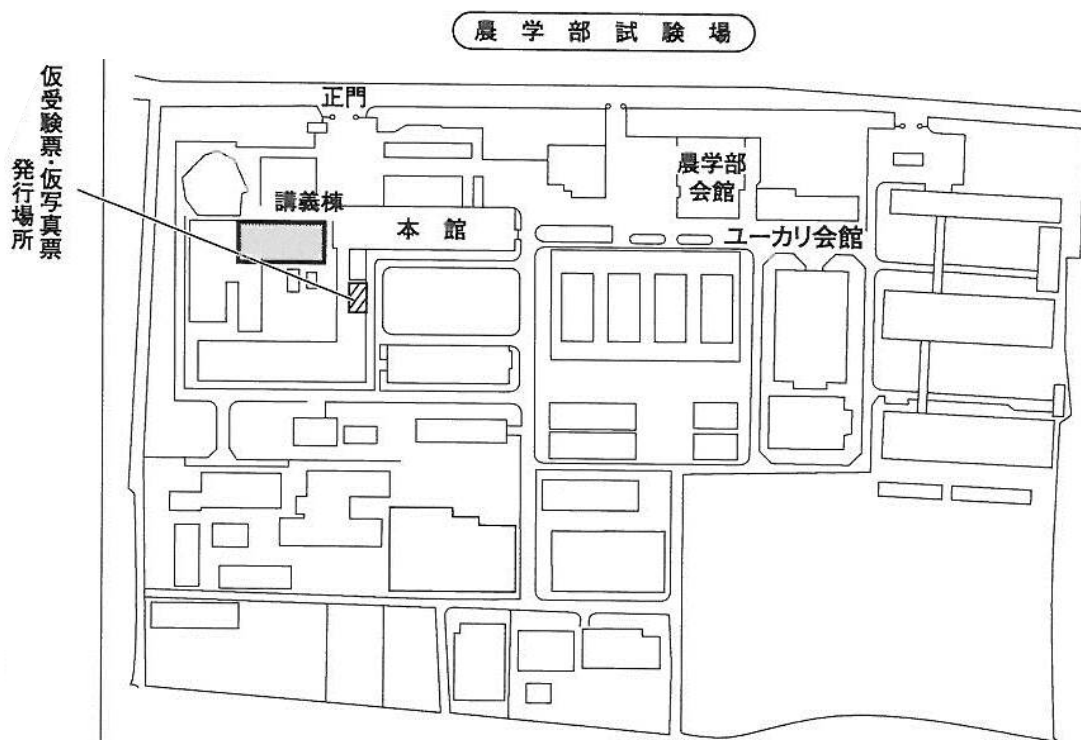 農学部試験場
仮受験票・仮写真票
発行場所
正門
講義棟
本館
農学部
会館
ユーカリ会館